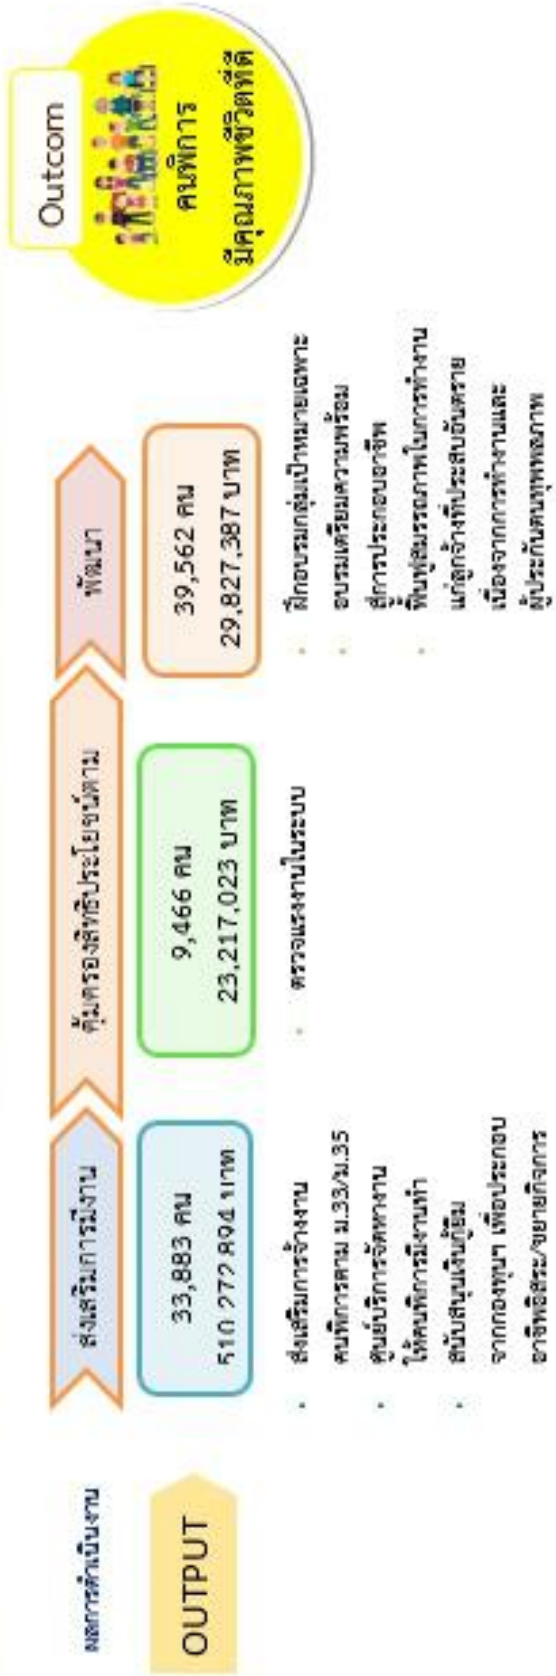 ผลการดำเนินงาน
ส่งเสริมการมีงาน
คุ้มครองสิทธิประโยชน์ตาม
พัฒนา
Outcom
คนพิการ
มีคุณภาพชีวิตที่ดี
OUTPUT
33,883 คน
510,272,894 บาท
9,466 คน
23,217,023 บาท
39,562 คน
29,827,387 บาท
• ส่งเสริมการจ้างงาน
คนพิการตาม ม.33/ม.35
• ศูนย์บริการจัดหางาน
ให้คนพิการมีงานทำ
• สนับสนุนเงินกู้ยืม
จากกองทุนฯ เพื่อประกอบ
อาชีพอิสระ/ขยายกิจการ
• ตรวจแรงงานในระบบ
• ฝึกอบรมกลุ่มเป้าหมายเฉพาะ
• อบรมเตรียมความพร้อม
สู่การประกอบอาชีพ
• ฟื้นฟูสมรรถภาพในการทำงาน
แก่ลูกจ้างที่ประสบอันตราย
เนื่องจากการทำงานและ
ผู้ประกันตนทุพพลภาพ